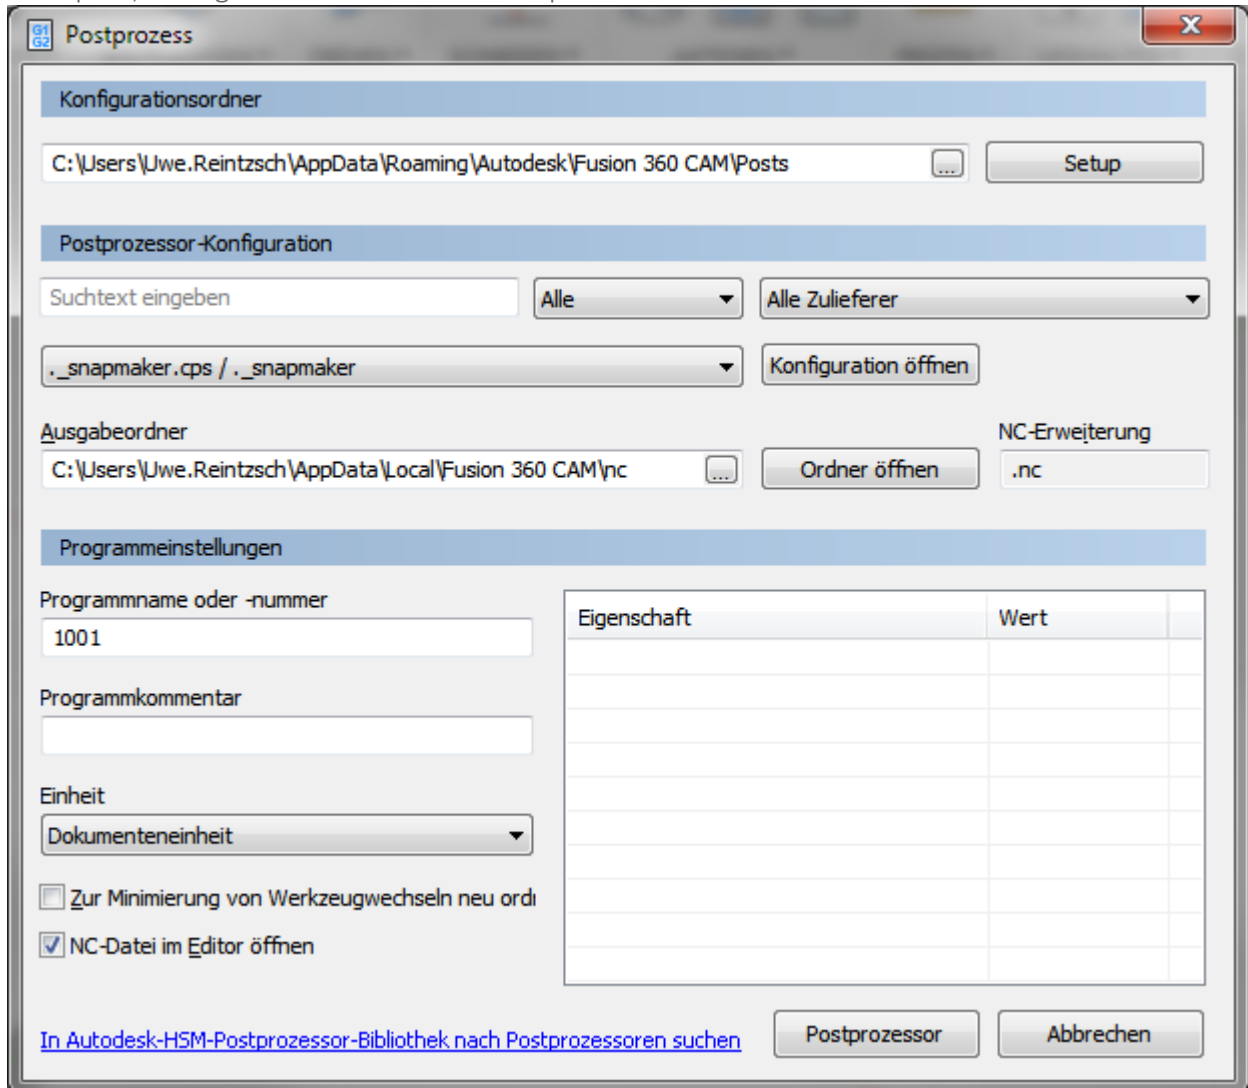 G1
G2
Postprozess
Konfigurationsordner
C:\Users\Uwe.Reintzsch\AppData\Roaming\Autodesk\Fusion 360 CAM\Posts
...
Setup
Postprozessor-Konfiguration
Suchtext eingeben
Alle
Alle Zulieferer
._snapmaker.cps / ._snapmaker
Konfiguration öffnen
Ausgabeordner
NC-Erweiterung
C:\Users\Uwe.Reintzsch\AppData\Local\Fusion 360 CAM\nc
...
Ordner öffnen
.nc
Programmeinstellungen
Programmname oder -nummer
Eigenschaft
Wert
1001
Programmkommentar
Einheit
Dokumenteneinheit
Zur Minimierung von Werkzeugwechseln neu ord
NC-Datei im Editor öffnen
In Autodesk-HSM-Postprozessor-Bibliothek nach Postprozessoren suchen
Postprozessor
Abbrechen